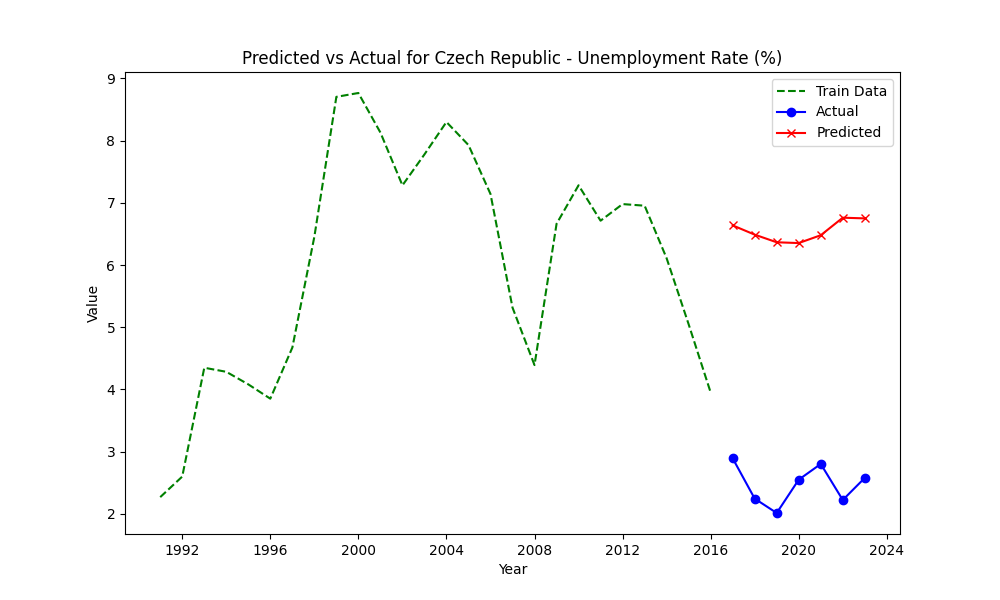 Predicted vs Actual for Czech Republic - Unemployment Rate (%)
Train Data
Actual
Predicted
9
8
7
6
5
4
3
2
Value
1992 1996 2000 2004 2008 2012 2016 2020 2024
Year